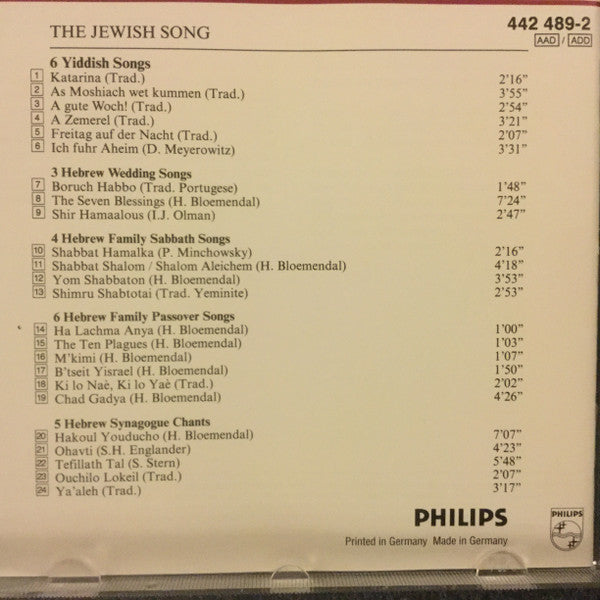 THE JEWISH SONG
442 489-2
AAD / ADD
6 Yiddish Songs
1 Katarina (Trad.) 2'16"
2 As Moshiach wet kummen (Trad.) 3'55"
3 A gute Woch! (Trad.) 2'54"
4 A Zemerel (Trad.) 3'21"
5 Freitag auf der Nacht (Trad.) 2'07"
6 Ich fuhr Aheim (D. Meyerowitz) 3'31"
3 Hebrew Wedding Songs
7 Boruch Habbo (Trad. Portugese) 1'48"
8 The Seven Blessings (H. Bloemendal) 7'24"
9 Shir Hamaalous (I.J. Olman) 2'47"
4 Hebrew Family Sabbath Songs
10 Shabbat Hamalka (P. Minchowsky) 2'16"
11 Shabbat Shalom / Shalom Aleichem (H. Bloemendal) 4'18"
12 Yom Shabbaton (H. Bloemendal) 3'53"
13 Shimru Shabtotai (Trad. Yeminite) 2'53"
6 Hebrew Family Passover Songs
14 Ha Lachma Anya (H. Bloemendal) 1'00"
15 The Ten Plagues (H. Bloemendal) 1'03"
16 M'kimi (H. Bloemendal) 1'07"
17 B'tseit Yisrael (H. Bloemendal) 1'50"
18 Ki lo Naè, Ki lo Yaè (Trad.) 2'02"
19 Chad Gadya (H. Bloemendal) 4'26"
5 Hebrew Synagogue Chants
20 Hakoul Youducho (H. Bloemendal) 7'07"
21 Ohavti (S.H. Englander) 4'23"
22 Tefillath Tal (S. Stern) 5'48"
23 Ouchilo Lokeil (Trad.) 2'07"
24 Ya'aleh (Trad.) 3'17"
PHILIPS
Printed in Germany Made in Germany
PHILIPS